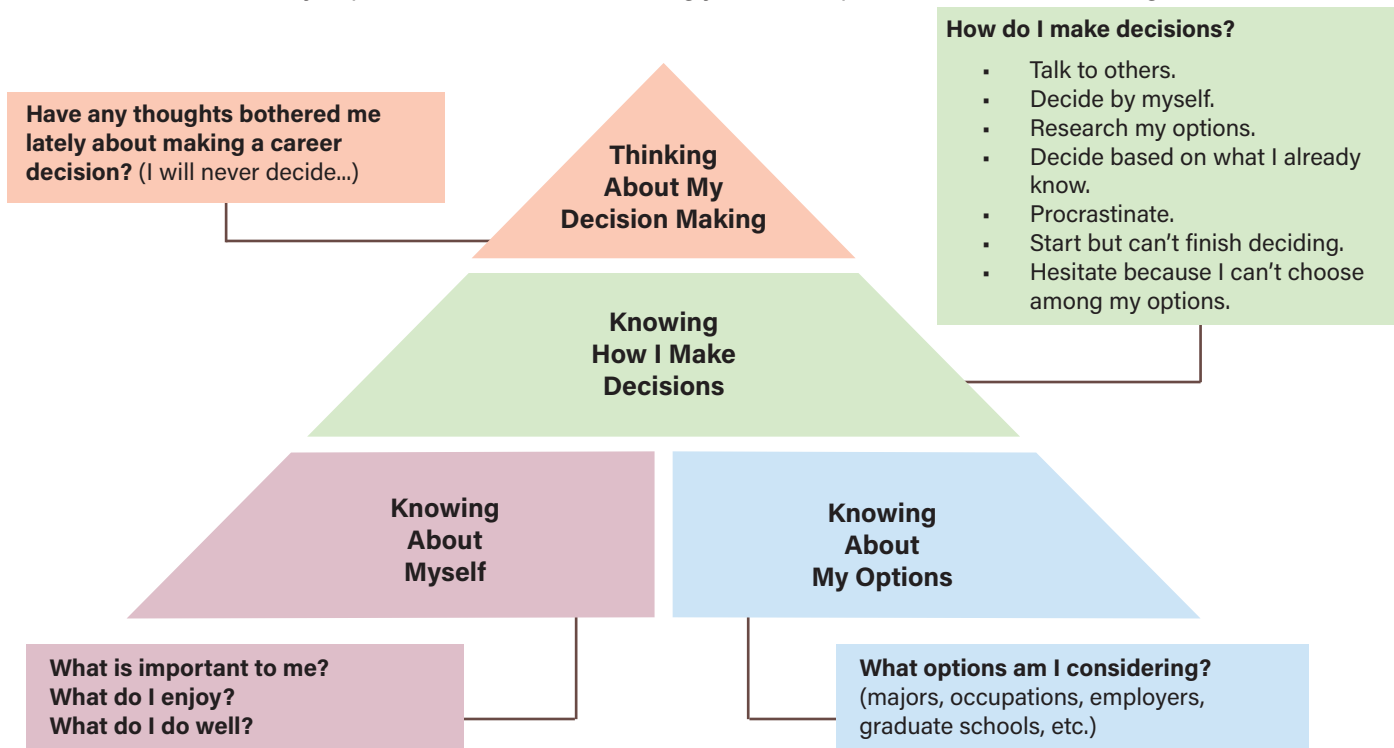 How do I make decisions?
▪ Talk to others.
▪ Decide by myself.
▪ Research my options.
▪ Decide based on what I already
know.
▪ Procrastinate.
▪ Start but can't finish deciding.
▪ Hesitate because I can't choose
among my options.
Have any thoughts bothered me
lately about making a career
decision? (I will never decide...)
Thinking
About My
Decision Making
Knowing
How I Make
Decisions
Knowing
About
Myself
Knowing
About
My Options
What is important to me?
What do I enjoy?
What do I do well?
What options am I considering?
(majors, occupations, employers,
graduate schools, etc.)